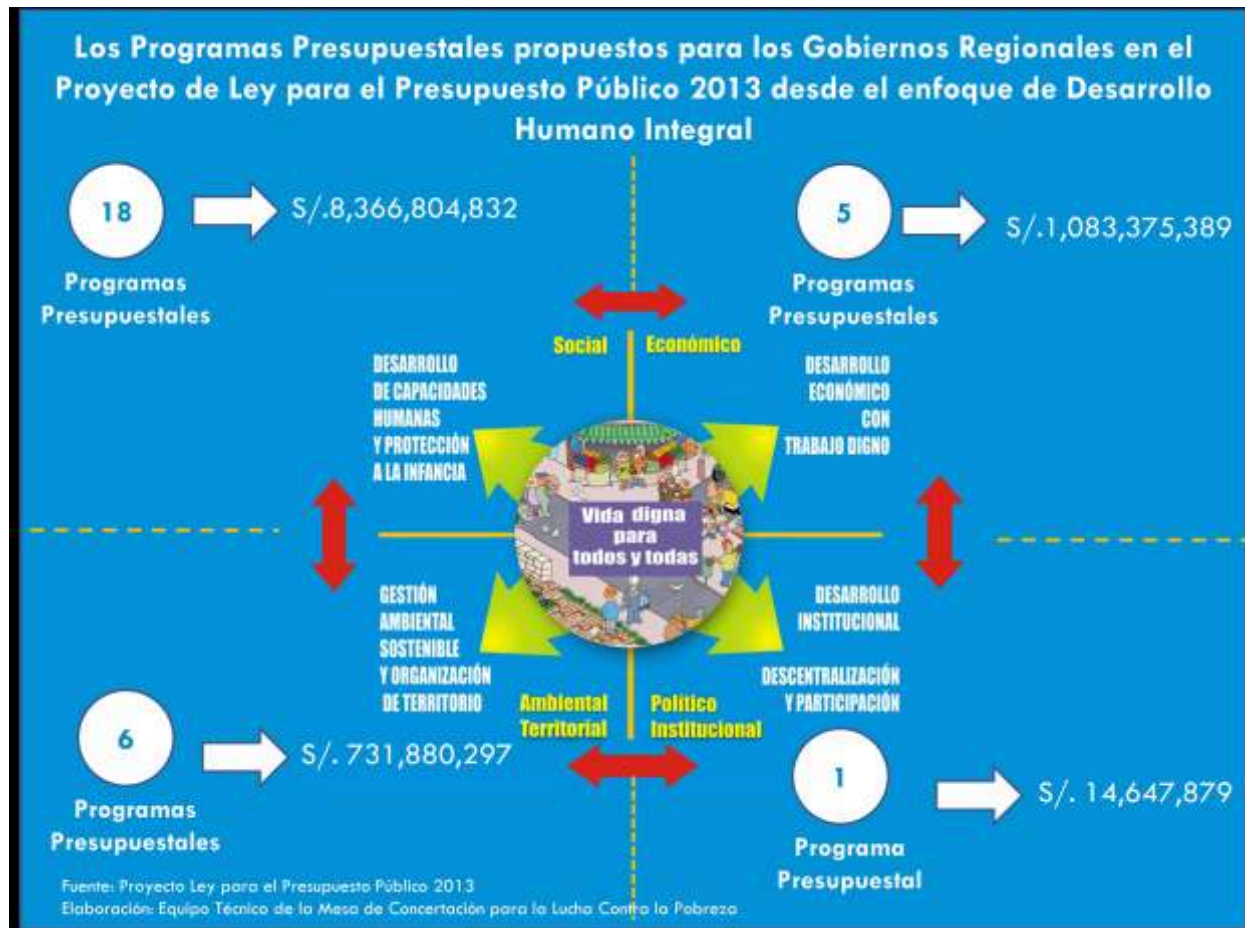 Los Programas Presupuestales propuestos para los Gobiernos Regionales en el
Proyecto de Ley para el Presupuesto Público 2013 desde el enfoque de Desarrollo
Humano Integral
18
S/.8,366,804,832
Programas
Presupuestales
5
S/.1,083,375,389
Programas
Presupuestales
Social
Económico
DESARROLLO
DE CAPACIDADES
HUMANAS
Y PROTECCIÓN
A LA INFANCIA
DESARROLLO
ECONÓMICO
CON
TRABAJO DIGNO
Vida digna
para
todos y todas
GESTIÓN
AMBIENTAL
SOSTENIBLE
Y ORGANIZACIÓN
DE TERRITORIO
DESARROLLO
INSTITUCIONAL
DESCENTRALIZACIÓN
Y PARTICIPACIÓN
Ambiental
Territorial
Político
Institucional
6
S/. 731,880,297
Programas
Presupuestales
1
S/. 14,647,879
Programa
Presupuestal
Fuente: Proyecto Ley para el Presupuesto Público 2013
Elaboración: Equipo Técnico de la Mesa de Concertación para la Lucha Contra la Pobreza